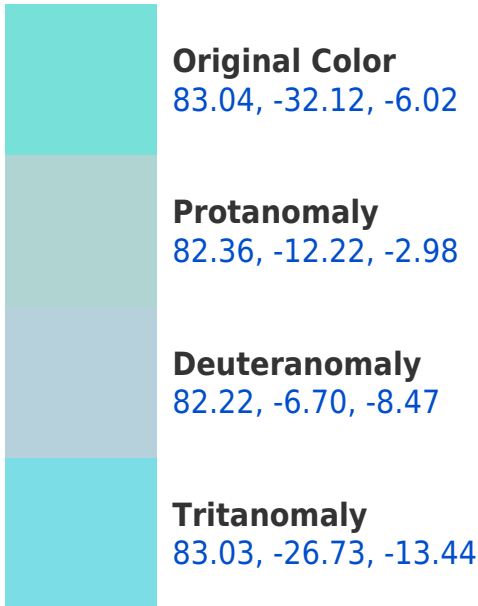 Original Color
83.04, -32.12, -6.02
Protanomaly
82.36, -12.22, -2.98
Deuteranomaly
82.22, -6.70, -8.47
Tritanomaly
83.03, -26.73, -13.44